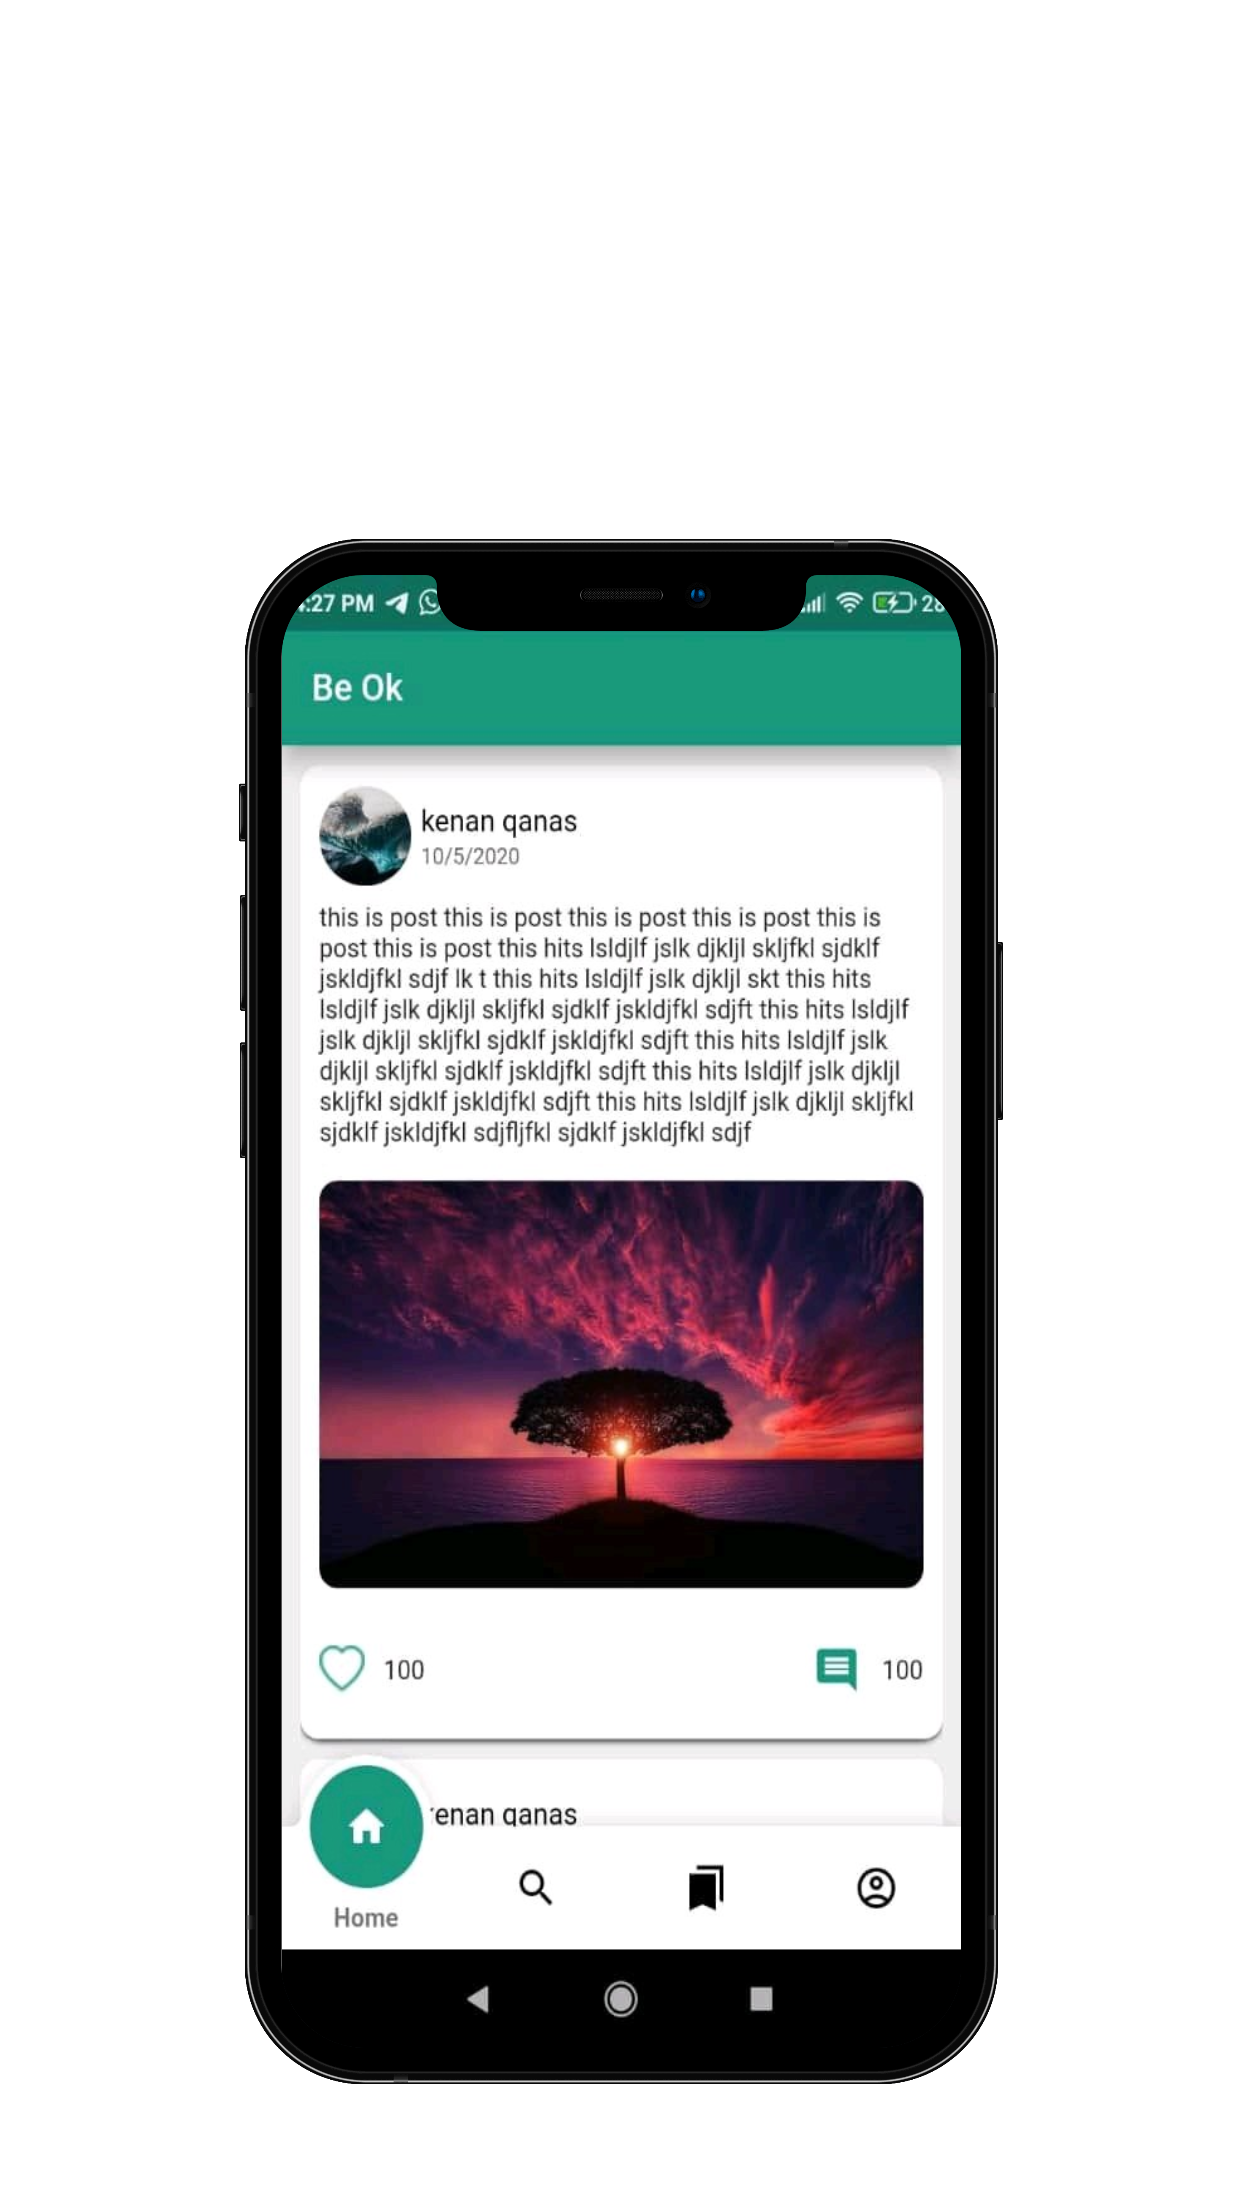 :27 PM
28
Be Ok
kenan qanas
10/5/2020
this is post this is post this is post this is post this is
post this is post this hits lsldjlf jslk djkljl skljfkl sjdklf
jskldjfkl sdjf lk t this hits lsldjlf jslk djkljl skt this hits
lsldjlf jslk djkljl skljfkl sjdklf jskldjfkl sdjft this hits lsldjlf
jslk djkljl skljfkl sjdklf jskldjfkl sdjft this hits lsldjlf jslk
djkljl skljfkl sjdklf jskldjfkl sdjft this hits lsldjlf jslk djkljl
skljfkl sjdklf jskldjfkl sdjft this hits lsldjlf jslk djkljl skljfkl
sjdklf jskldjfkl sdjfljfkl sjdklf jskldjfkl sdjf
100
100
enan qanas
Home